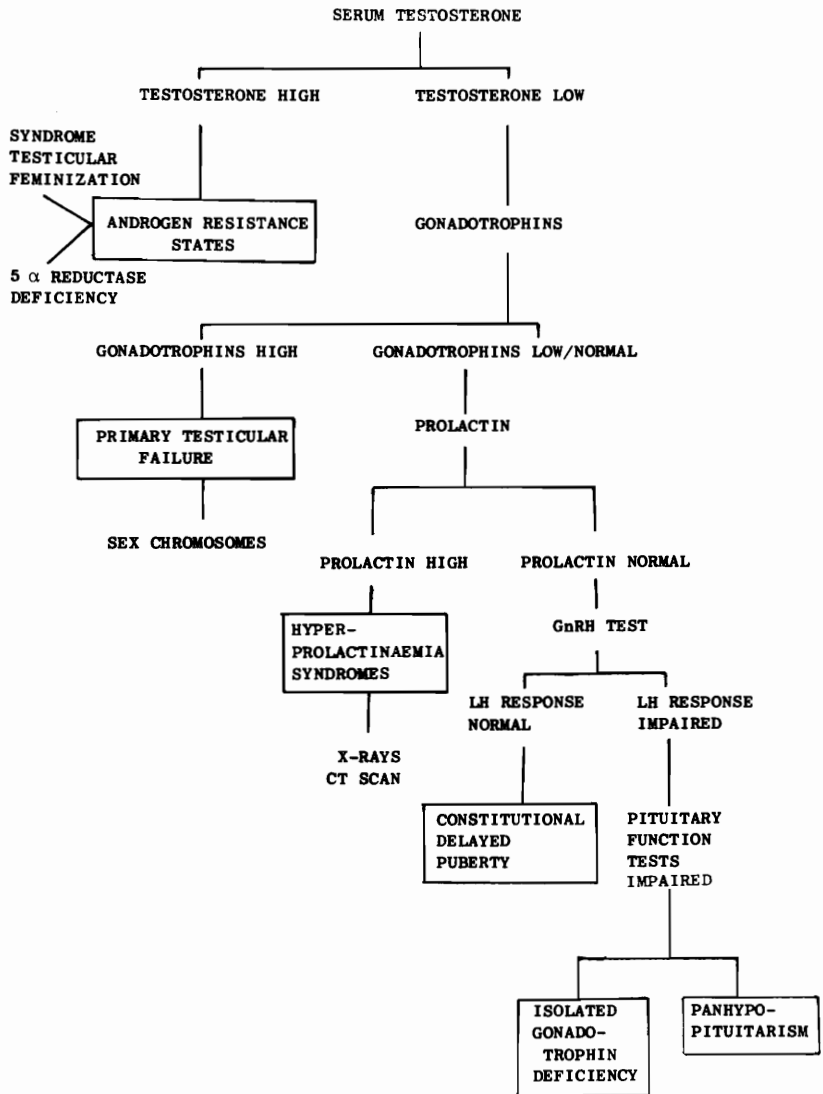 SERUM TESTOSTERONE
TESTOSTERONE HIGH
TESTOSTERONE LOW
SYNDROME
TESTICULAR
FEMINIZATION
ANDROGEN RESISTANCE
STATES
GONADOTROPHINS
5 α REDUCTASE
DEFICIENCY
GONADOTROPHINS HIGH
GONADOTROPHINS LOW/NORMAL
PRIMARY TESTICULAR
FAILURE
PROLACTIN
SEX CHROMOSOMES
PROLACTIN HIGH
PROLACTIN NORMAL
HYPER-
PROLACTINAEMIA
SYNDROMES
GnRH TEST
X-RAYS
CT SCAN
LH RESPONSE
NORMAL
LH RESPONSE
IMPAIRED
CONSTITUTIONAL
DELAYED
PUBERTY
PITUITARY
FUNCTION
TESTS
IMPAIRED
ISOLATED
GONADO-
TROPHIN
DEFICIENCY
PANHYPO-
PITUITARISM